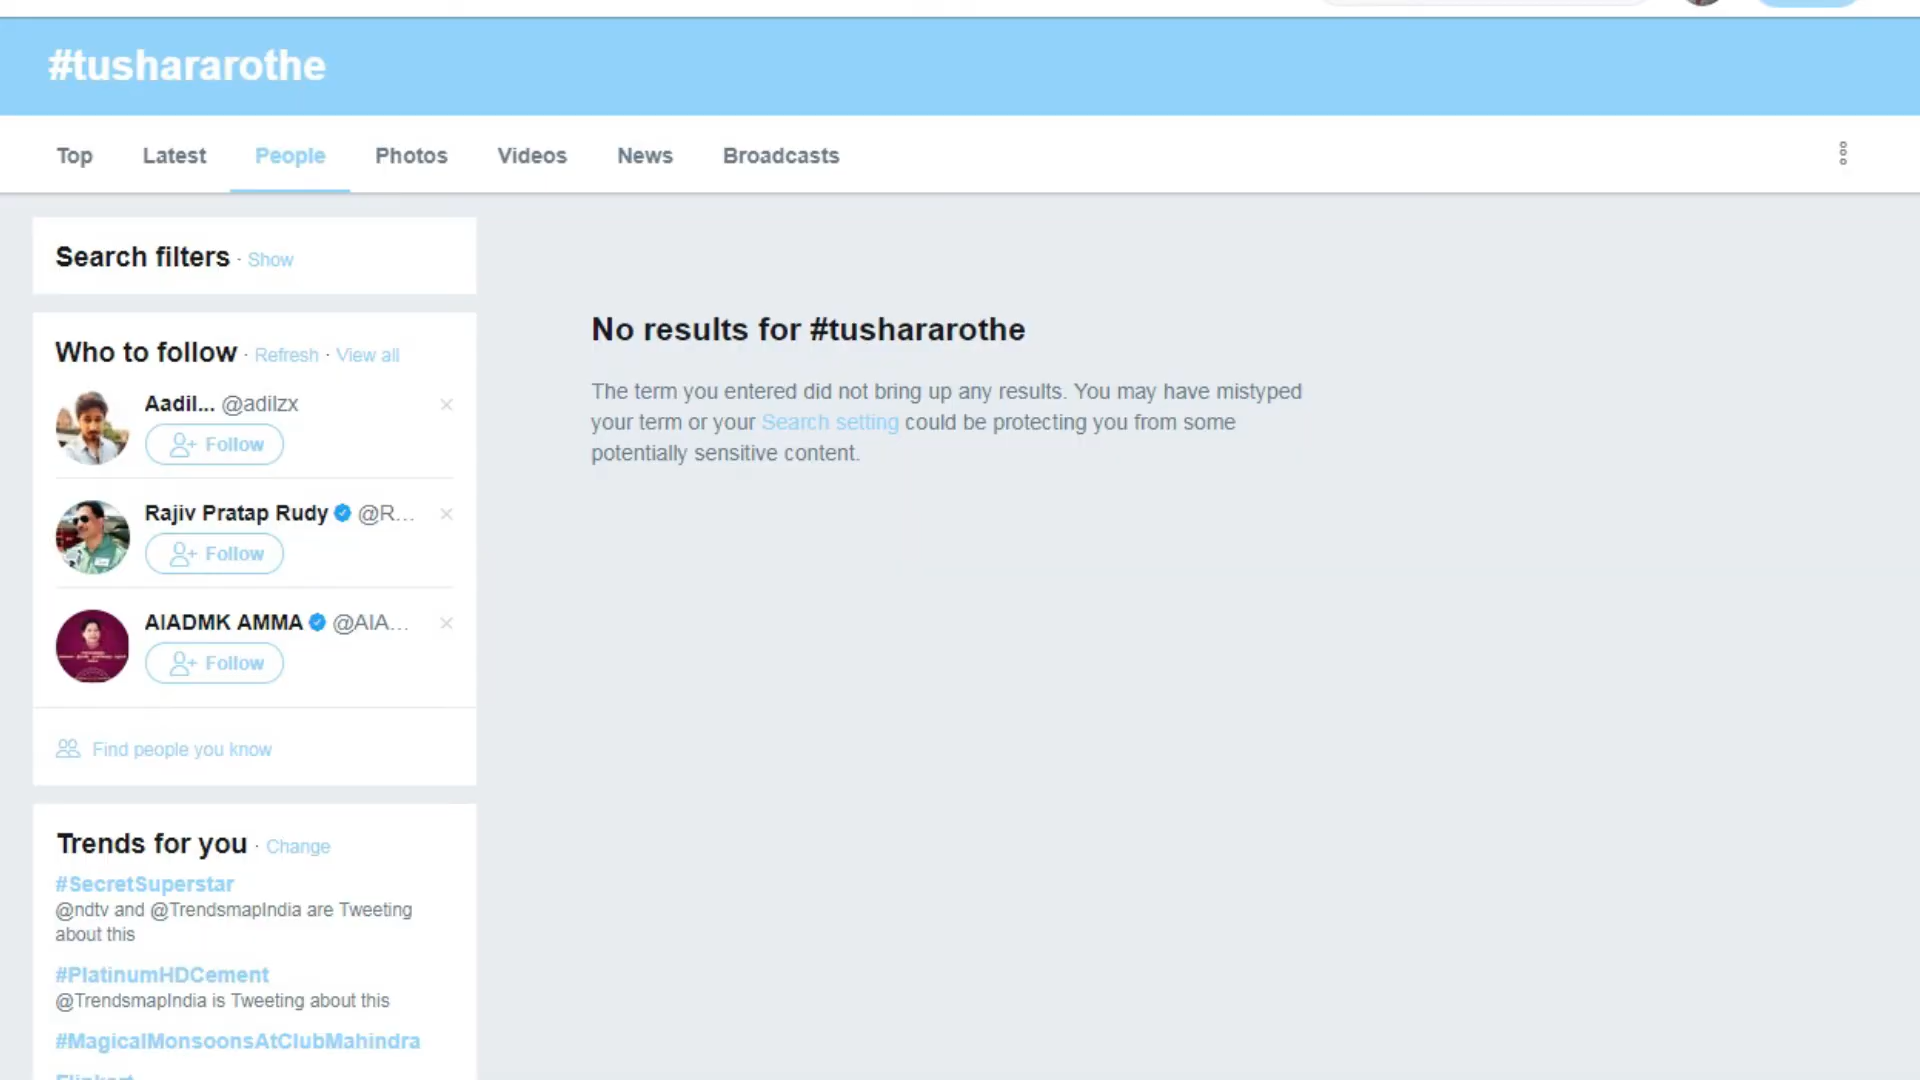 #tushararothe
Top Latest People Photos Videos News Broadcasts
Search filters · Show
Who to follow · Refresh · View all
Aadil... @adilzx
Follow
Rajiv Pratap Rudy @R...
Follow
AIADMK AMMA @AIA...
Follow
Find people you know
Trends for you · Change
#SecretSuperstar
@ndtv and @TrendsmapIndia are Tweeting
about this
#PlatinumHDCement
@TrendsmapIndia is Tweeting about this
#MagicalMonsoonsAtClubMahindra
No results for #tushararothe
The term you entered did not bring up any results. You may have mistyped
your term or your Search setting could be protecting you from some
potentially sensitive content.